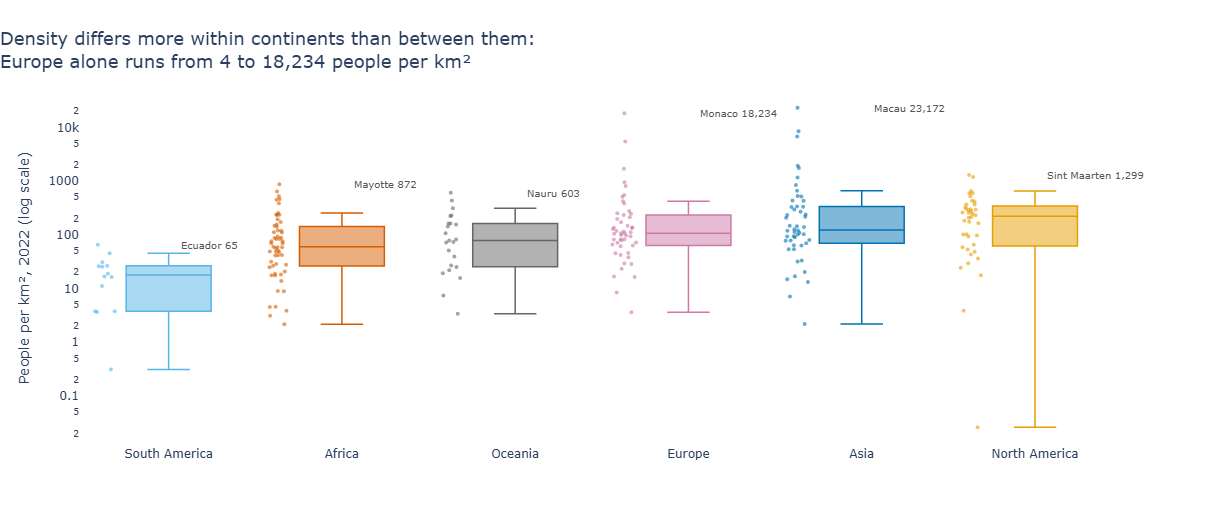 Density differs more within continents than between them:
Europe alone runs from 4 to 18,234 people per km²
People per km², 2022 (log scale)
2
10k
5
2
1000
5
2
100
5
2
10
5
2
1
5
2
0.1
5
2
Ecuador 65
Mayotte 872
Nauru 603
Monaco 18,234
Macau 23,172
Sint Maarten 1,299
South America
Africa
Oceania
Europe
Asia
North America